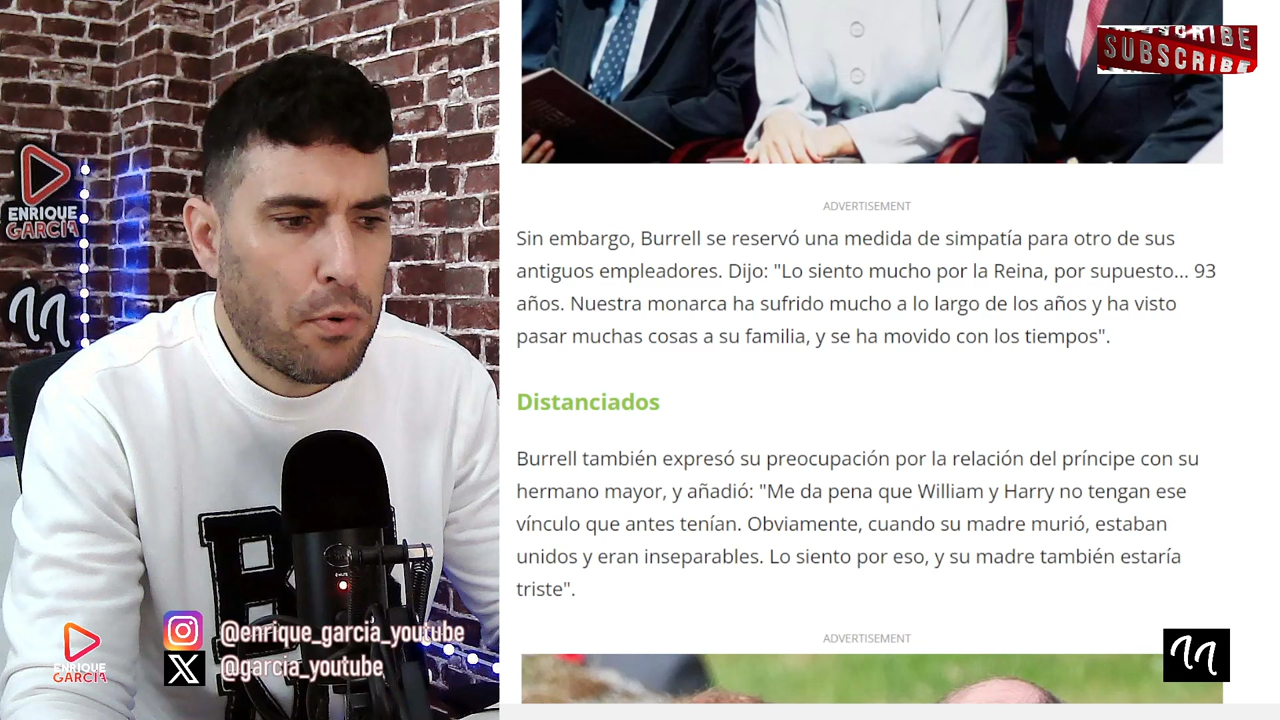 SUBSCRIBE
ENRIQUE
GARCIA
ADVERTISEMENT
Sin embargo, Burrell se reservó una medida de simpatía para otro de sus
antiguos empleadores. Dijo: "Lo siento mucho por la Reina, por supuesto... 93
años. Nuestra monarca ha sufrido mucho a lo largo de los años y ha visto
pasar muchas cosas a su familia, y se ha movido con los tiempos".
Distanciados
Burrell también expresó su preocupación por la relación del príncipe con su
hermano mayor, y añadió: "Me da pena que William y Harry no tengan ese
vínculo que antes tenían. Obviamente, cuando su madre murió, estaban
unidos y eran inseparables. Lo siento por eso, y su madre también estaría
triste".
ADVERTISEMENT
@enrique_garcia_youtube
@garcia_youtube
ENRIQUE
GARCIA